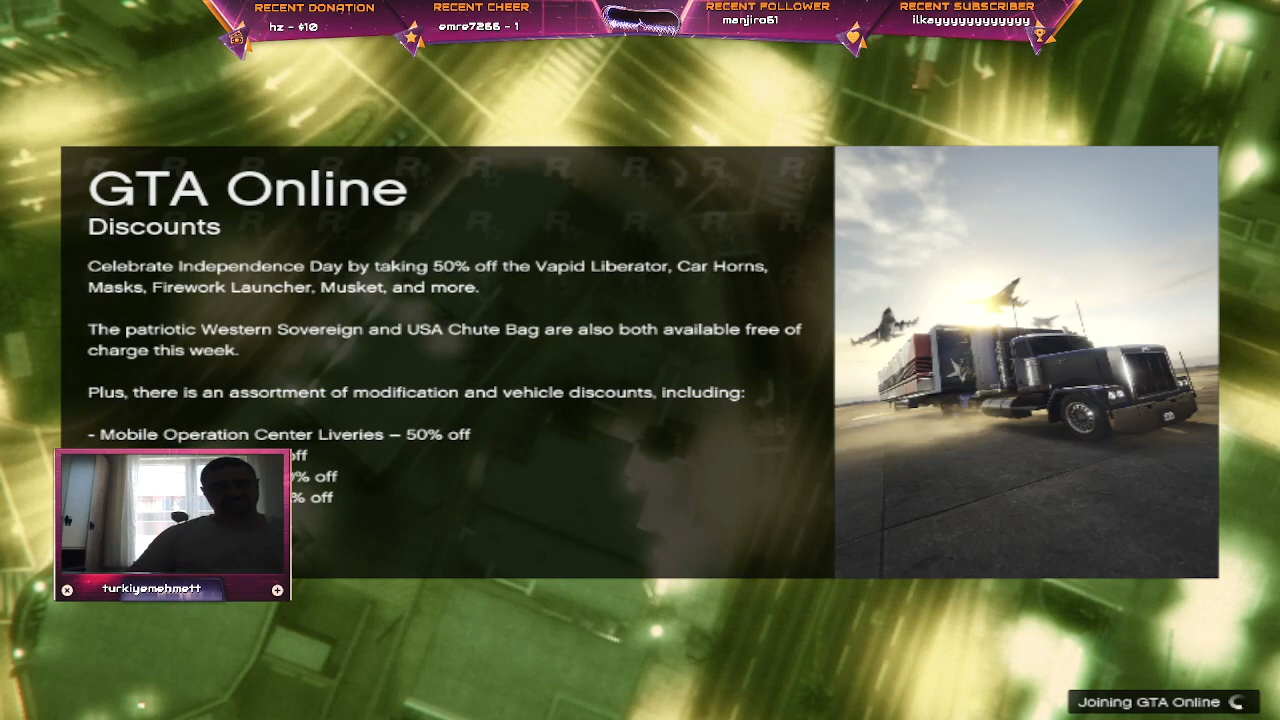 RECENT DONATION
hz - $10
RECENT CHEER
emre7266 - 1
RECENT FOLLOWER
manjiro61
RECENT SUBSCRIBER
ilkayyyyyyyyyyyy
GTA Online
Discounts
Celebrate Independence Day by taking 50% off the Vapid Liberator, Car Horns,
Masks, Firework Launcher, Musket, and more.
The patriotic Western Sovereign and USA Chute Bag are also both available free of
charge this week.
Plus, there is an assortment of modification and vehicle discounts, including:
- Mobile Operation Center Liveries – 50% off
off
% off
% off
turkiyemehmett
Joining GTA Online